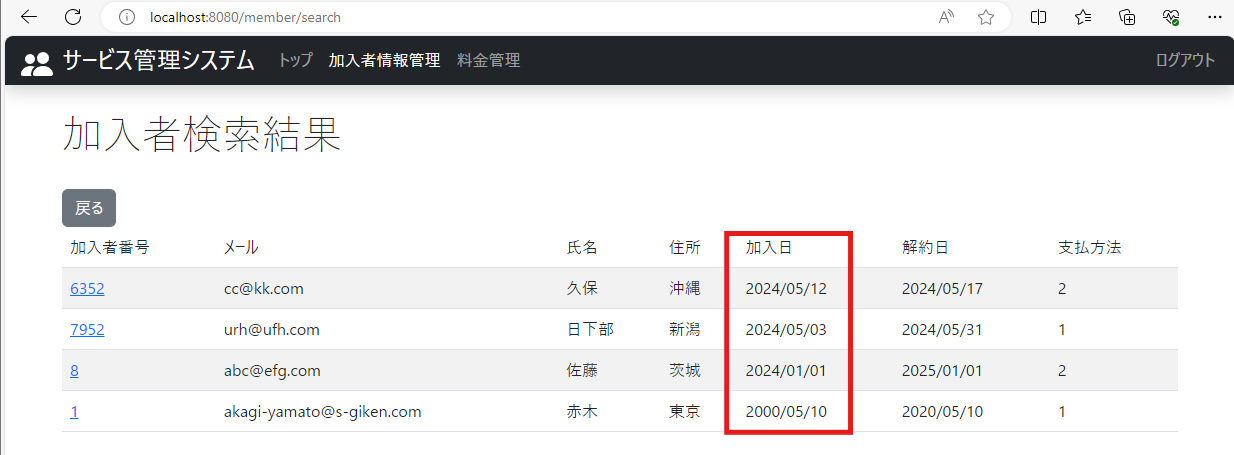 localhost:8080/member/search
サービス管理システム トップ 加入者情報管理 料金管理 ログアウト
加入者検索結果
戻る
加入者番号 メール 氏名 住所 加入日 解約日 支払方法
6352 cc@kk.com 久保 沖縄 2024/05/12 2024/05/17 2
7952 urh@ufh.com 日下部 新潟 2024/05/03 2024/05/31 1
8 abc@efg.com 佐藤 茨城 2024/01/01 2025/01/01 2
1 akagi-yamato@s-giken.com 赤木 東京 2000/05/10 2020/05/10 1